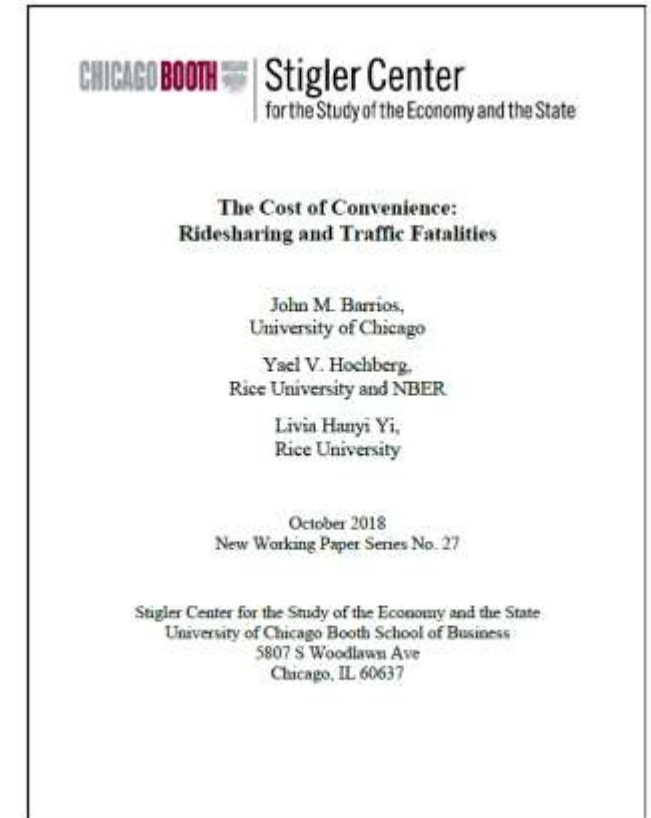 CHICAGO BOOTH
Stigler Center
for the Study of the Economy and the State
The Cost of Convenience:
Ridesharing and Traffic Fatalities
John M. Barrios,
University of Chicago
Yael V. Hochberg,
Rice University and NBER
Livia Hanyi Yi,
Rice University
October 2018
New Working Paper Series No. 27
Stigler Center for the Study of the Economy and the State
University of Chicago Booth School of Business
5807 S Woodlawn Ave
Chicago, IL 60637